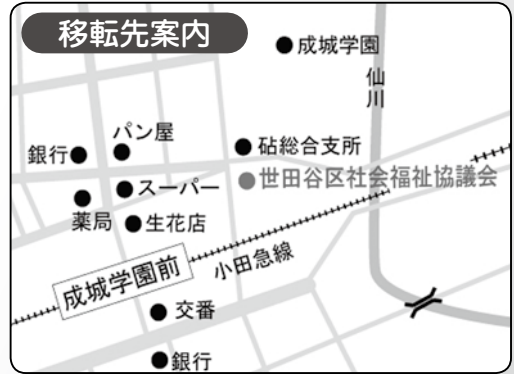 移転先案内
成城学園
仙川
パン屋
銀行
砧総合支所
スーパー
世田谷区社会福祉協議会
薬局
生花店
成城学園前
小田急線
交番
銀行